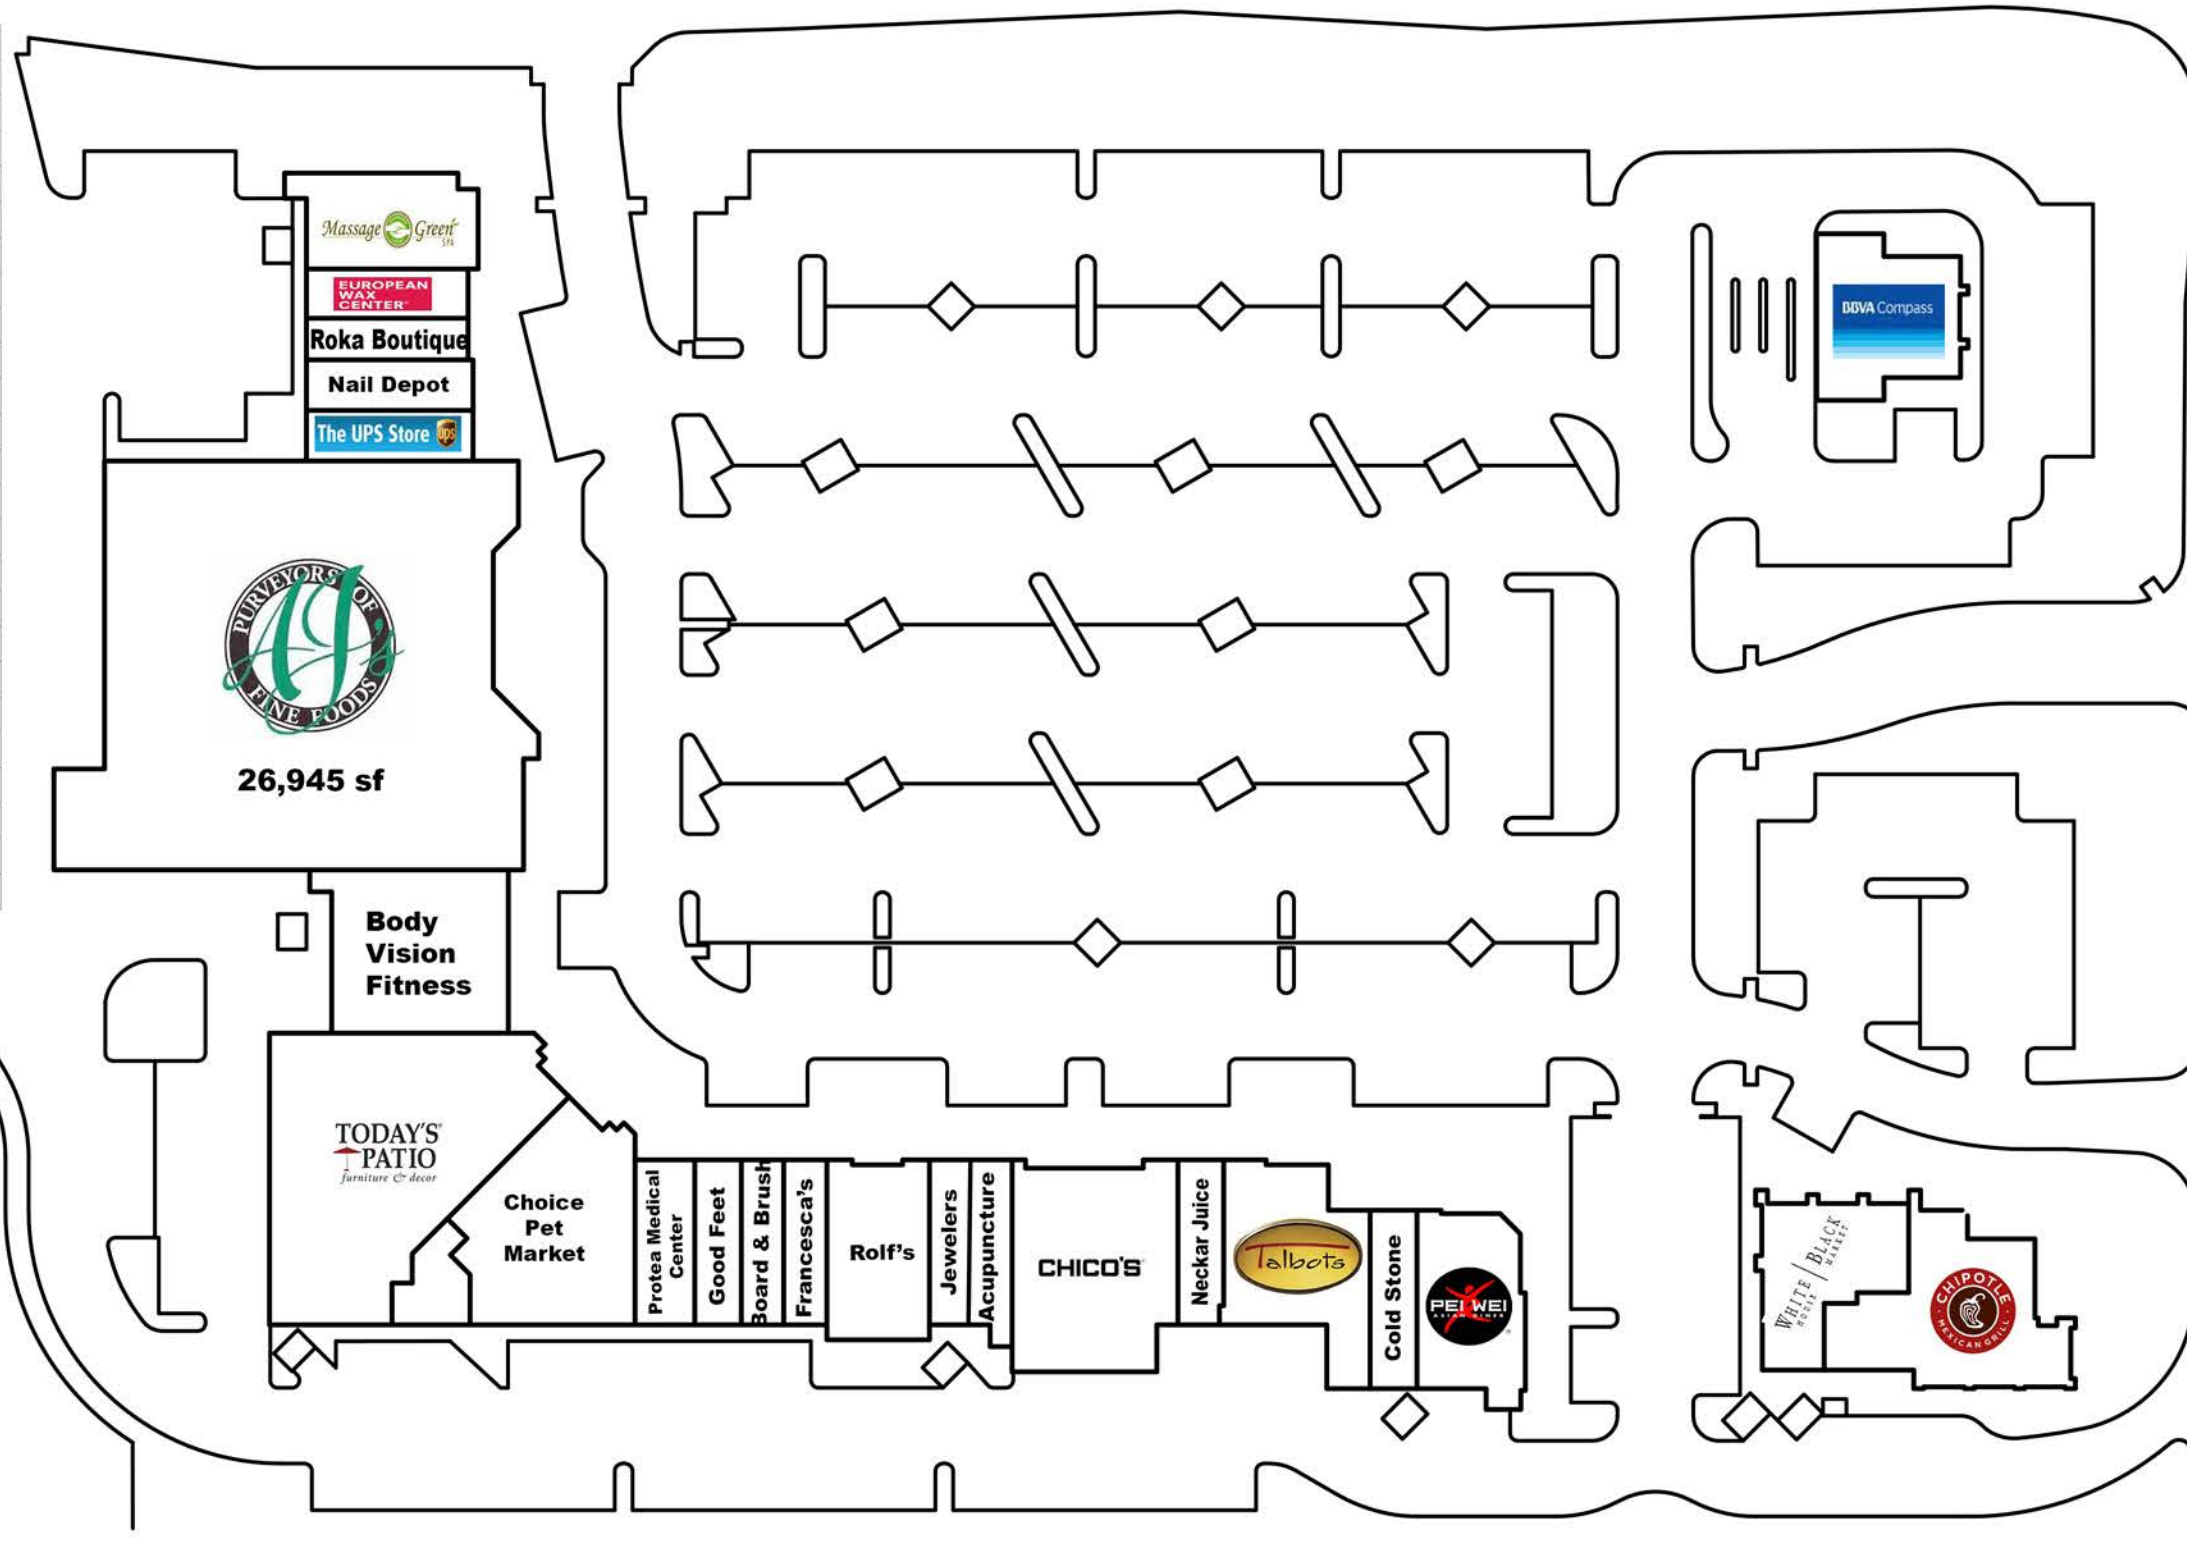 Massage Green
SPA
EUROPEAN
WAX
CENTER
Roka Boutique
Nail Depot
The UPS Store ups
PURVEYORS OF
AJ's
FINE FOODS
26,945 sf
Body
Vision
Fitness
TODAY'S
PATIO
furniture & decor
Choice
Pet
Market
Protea Medical
Center
Good Feet
Board & Brush
Francesca's
Rolf's
Jewelers
Acupuncture
CHICO'S
Neckar Juice
Talbots
Cold Stone
PEI WEI
ASIAN DINER
BBVA Compass
WHITE | BLACK
HOUSE MARKET
CHIPOTLE
MEXICAN GRILL